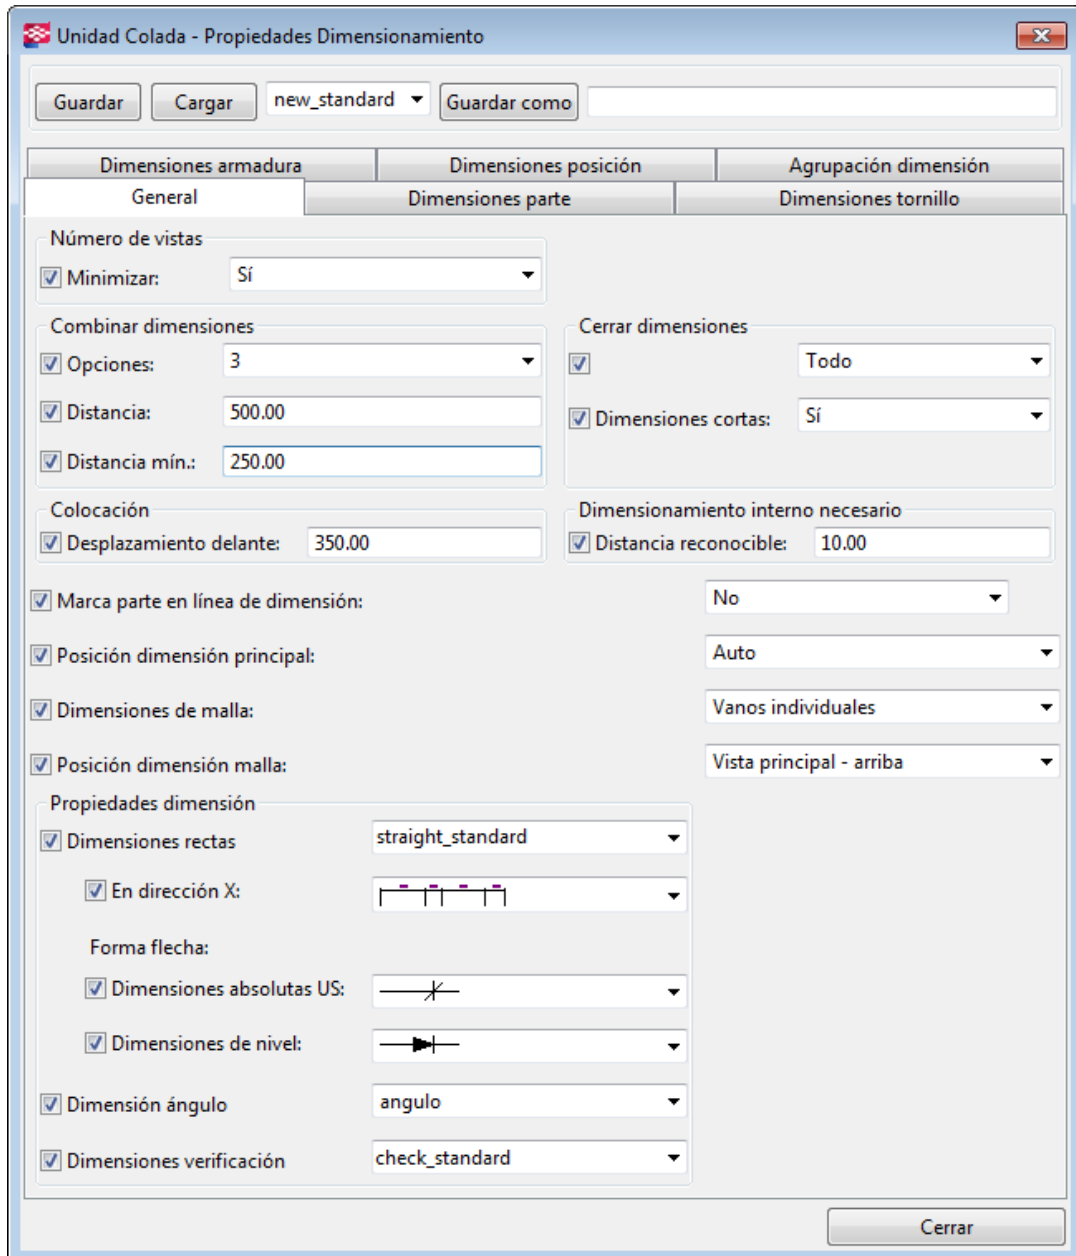 Unidad Colada - Propiedades Dimensionamiento
Guardar Cargar new_standard Guardar como
Dimensiones armadura Dimensiones posición Agrupación dimensión
General Dimensiones parte Dimensiones tornillo
Número de vistas
Minimizar: Sí
Combinar dimensiones Cerrar dimensiones
Opciones: 3 Todo
Distancia: 500.00 Dimensiones cortas: Sí
Distancia mín.: 250.00
Colocación Dimensionamiento interno necesario
Desplazamiento delante: 350.00 Distancia reconocible: 10.00
Marca parte en línea de dimensión: No
Posición dimensión principal: Auto
Dimensiones de malla: Vanos individuales
Posición dimensión malla: Vista principal - arriba
Propiedades dimensión
Dimensiones rectas straight_standard
En dirección X:
Forma flecha:
Dimensiones absolutas US:
Dimensiones de nivel:
Dimensión ángulo angulo
Dimensiones verificación check_standard
Cerrar